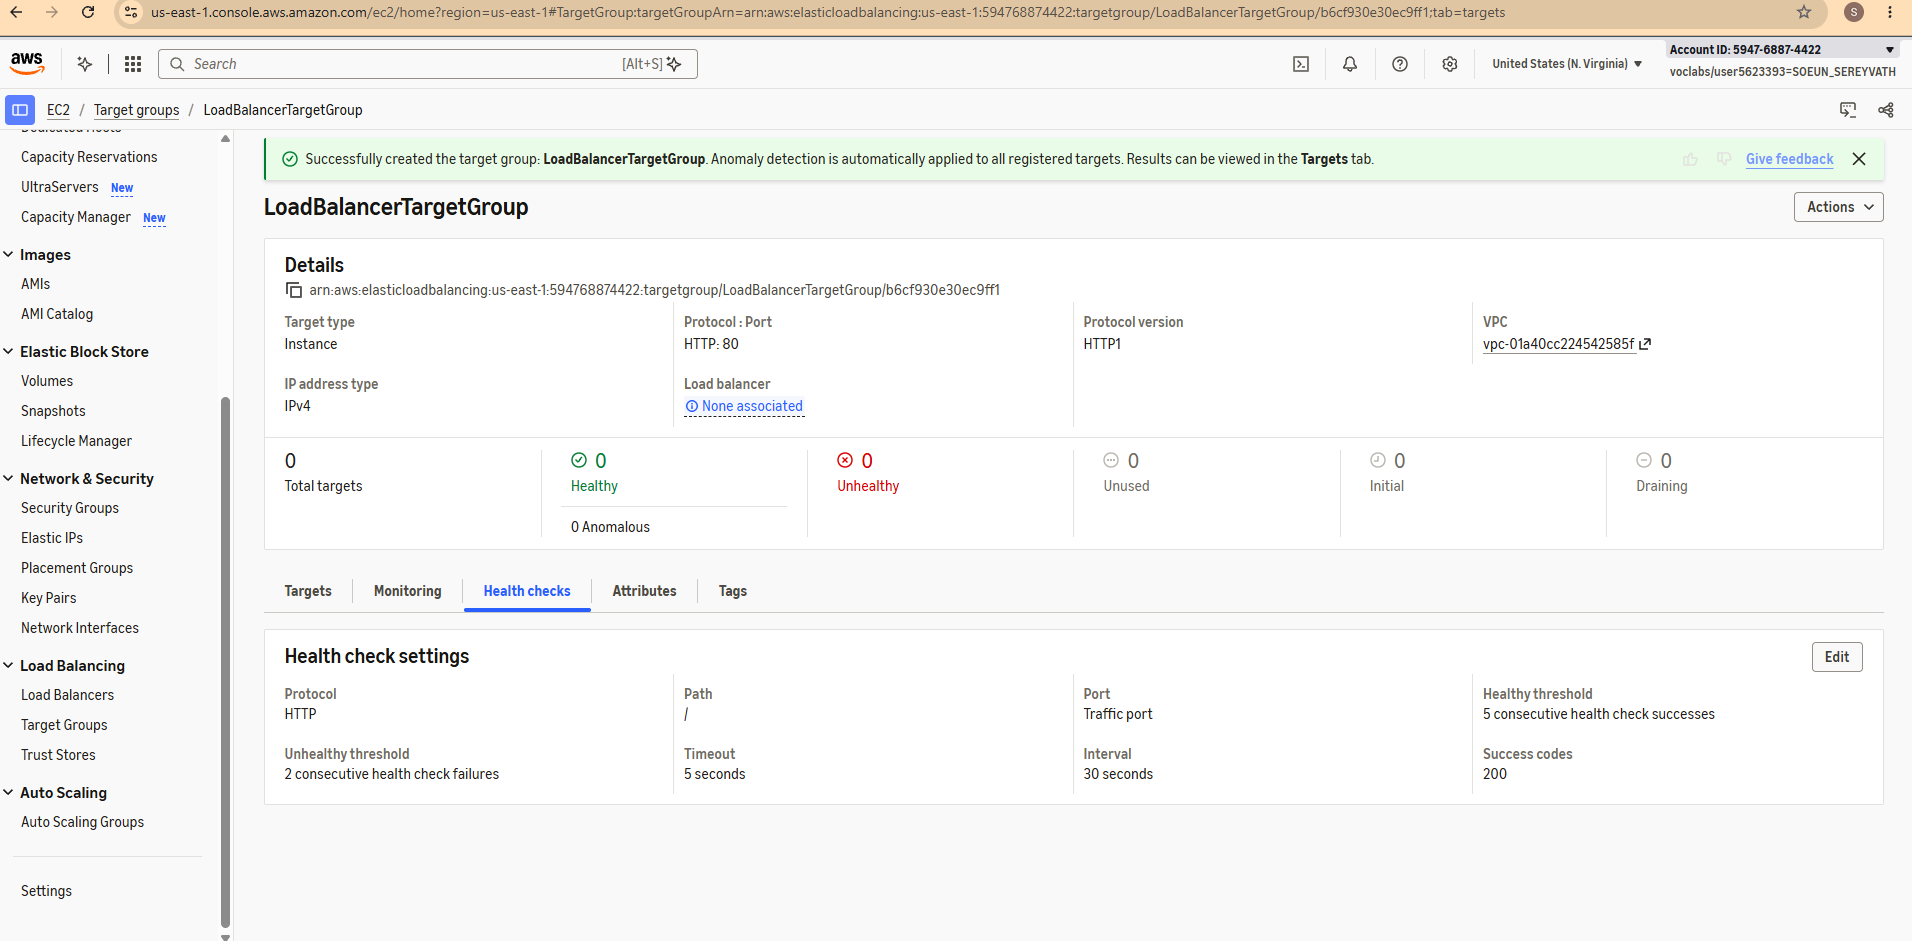 us-east-1.console.aws.amazon.com/ec2/home?region=us-east-1#TargetGroup:targetGroupArn=arn:aws:elasticloadbalancing:us-east-1:594768874422:targetgroup/LoadBalancerTargetGroup/b6cf930e30ec9ff1;tab=targets
S
aws
Search
[Alt+S]
United States (N. Virginia)
Account ID: 5947-6887-4422
voclabs/user5623393=SOEUN_SEREYVATH
EC2 / Target groups / LoadBalancerTargetGroup
Dedicated Hosts
Capacity Reservations
UltraServers New
Capacity Manager New
Images
AMIs
AMI Catalog
Elastic Block Store
Volumes
Snapshots
Lifecycle Manager
Network & Security
Security Groups
Elastic IPs
Placement Groups
Key Pairs
Network Interfaces
Load Balancing
Load Balancers
Target Groups
Trust Stores
Auto Scaling
Auto Scaling Groups
Settings
Successfully created the target group: LoadBalancerTargetGroup. Anomaly detection is automatically applied to all registered targets. Results can be viewed in the Targets tab.
Give feedback
LoadBalancerTargetGroup
Actions
Details
arn:aws:elasticloadbalancing:us-east-1:594768874422:targetgroup/LoadBalancerTargetGroup/b6cf930e30ec9ff1
Target type
Instance
Protocol : Port
HTTP: 80
Protocol version
HTTP1
VPC
vpc-01a40cc224542585f
IP address type
IPv4
Load balancer
None associated
0
Total targets
0
Healthy
0 Anomalous
0
Unhealthy
0
Unused
0
Initial
0
Draining
Targets
Monitoring
Health checks
Attributes
Tags
Health check settings
Edit
Protocol
HTTP
Path
/
Port
Traffic port
Healthy threshold
5 consecutive health check successes
Unhealthy threshold
2 consecutive health check failures
Timeout
5 seconds
Interval
30 seconds
Success codes
200